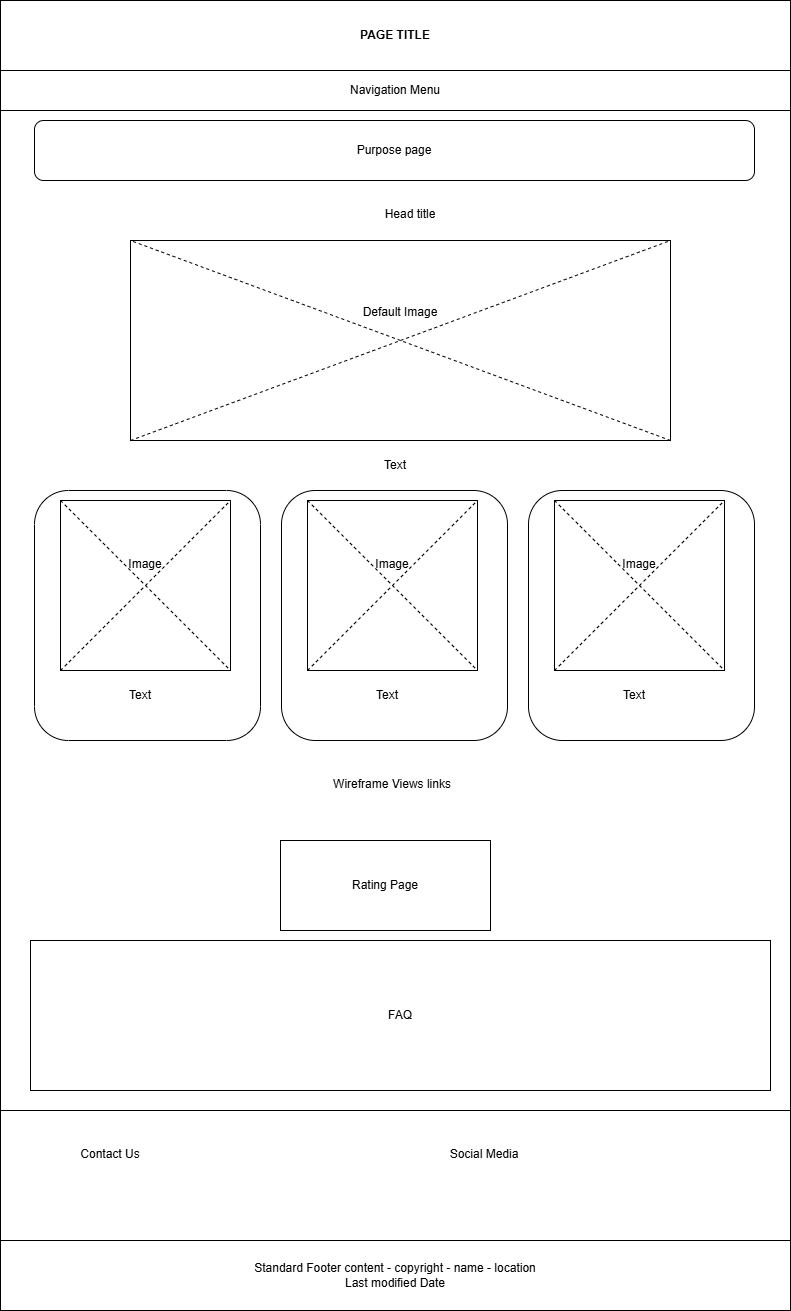 PAGE TITLE
Navigation Menu
Purpose page
Head title
Default Image
Text
Image
Image
Image
Text
Text
Text
Wireframe Views links
Rating Page
FAQ
Contact Us
Social Media
Standard Footer content - copyright - name - location
Last modified Date